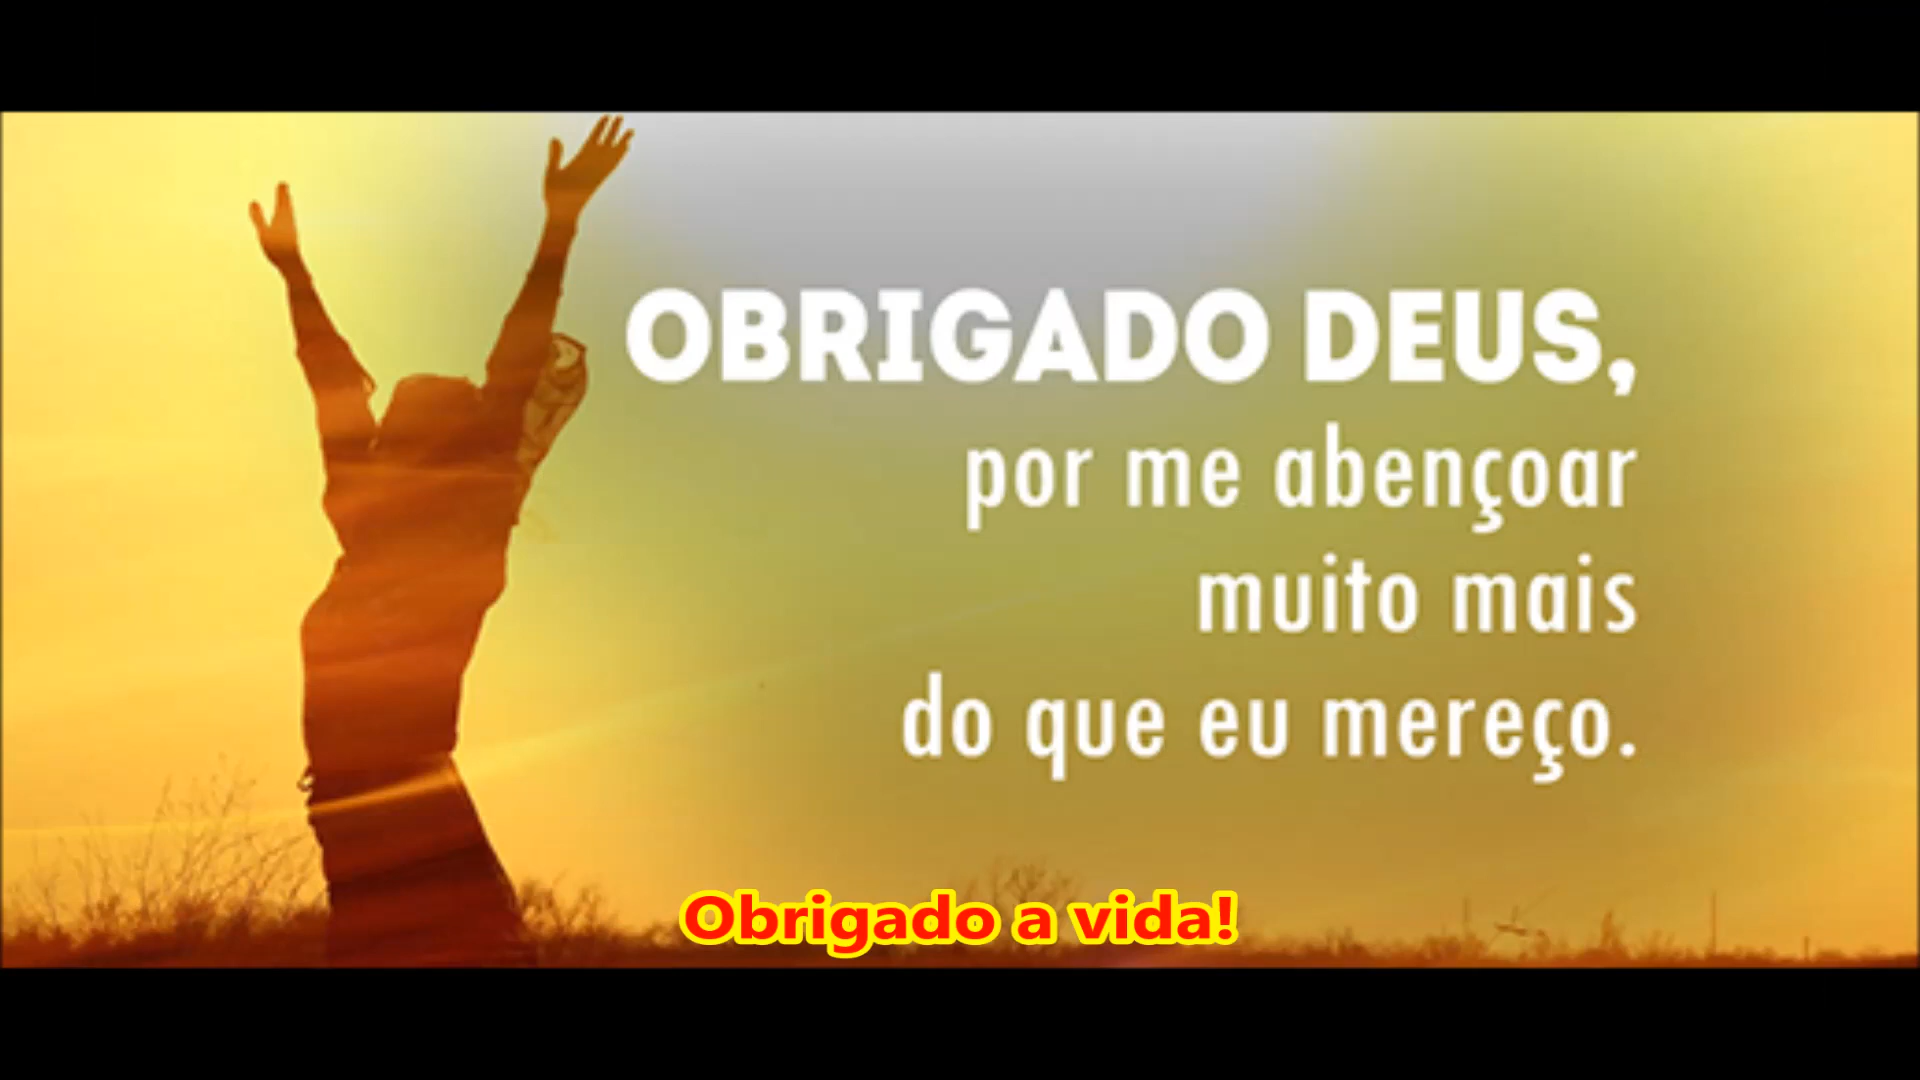 OBRIGADO DEUS,
por me abençoar
muito mais
do que eu mereço.
Obrigado a vida!